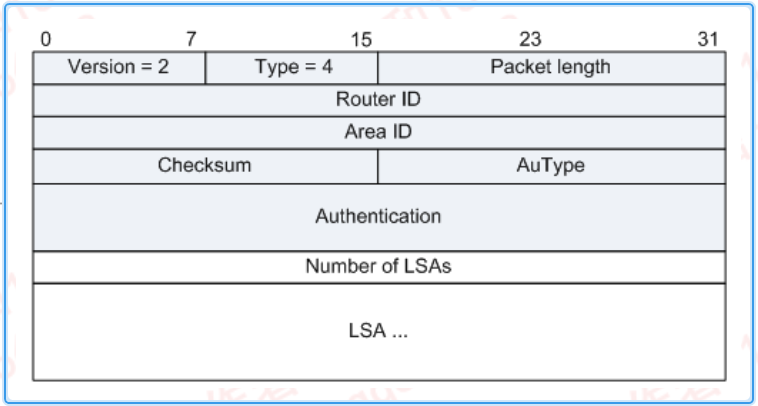 0 7 15 23 31
Version = 2 Type = 4 Packet length
Router ID
Area ID
Checksum AuType
Authentication
Number of LSAs
LSA ...